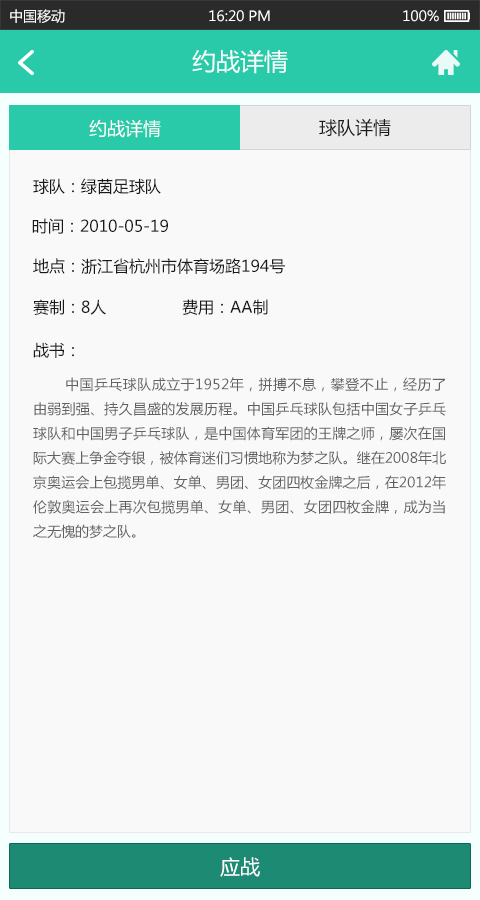 中国移动 16:20 PM 100%
约战详情
约战详情 球队详情
球队：绿茵足球队
时间：2010-05-19
地点：浙江省杭州市体育场路194号
赛制：8人 费用：AA制
战书：
中国乒乓球队成立于1952年，拼搏不息，攀登不止，经历了
由弱到强、持久昌盛的发展历程。中国乒乓球队包括中国女子乒乓
球队和中国男子乒乓球队，是中国体育军团的王牌之师，屡次在国
际大赛上争金夺银，被体育迷们习惯地称为梦之队。继在2008年北
京奥运会上包揽男单、女单、男团、女团四枚金牌之后，在2012年
伦敦奥运会上再次包揽男单、女单、男团、女团四枚金牌，成为当
之无愧的梦之队。
应战